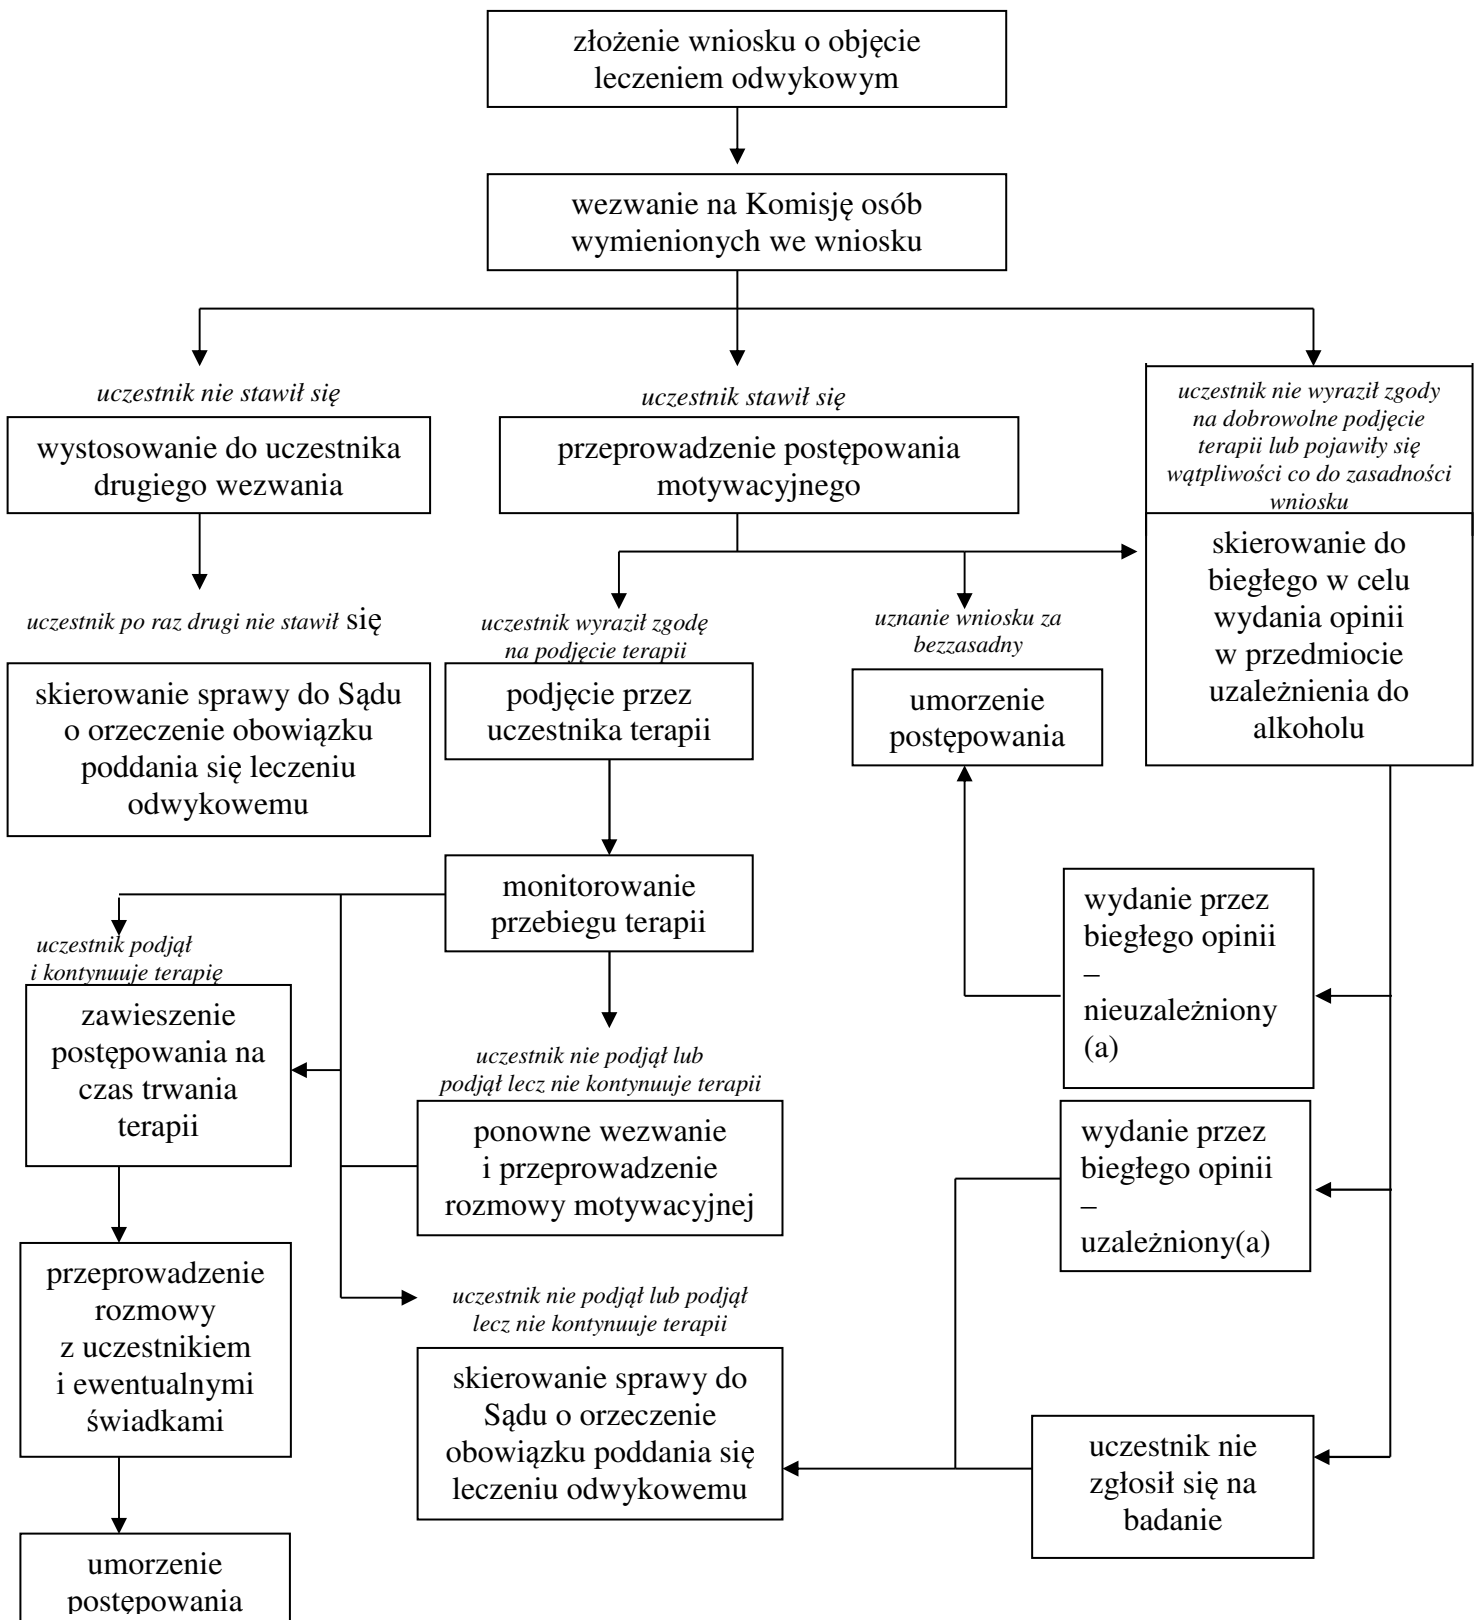 złożenie wniosku o objęcie
leczeniem odwykowym
wezwanie na Komisję osób
wymienionych we wniosku
uczestnik nie stawił się
wystosowanie do uczestnika
drugiego wezwania
uczestnik po raz drugi nie stawił się
skierowanie sprawy do Sądu
o orzeczenie obowiązku
poddania się leczeniu
odwykowemu
uczestnik stawił się
przeprowadzenie postępowania
motywacyjnego
uczestnik nie wyraził zgody
na dobrowolne podjęcie
terapii lub pojawiły się
wątpliwości co do zasadności
wniosku
skierowanie do
biegłego w celu
wydania opinii
w przedmiocie
uzależnienia do
alkoholu
uczestnik wyraził zgodę
na podjęcie terapii
podjęcie przez
uczestnika terapii
uznanie wniosku za
bezzasadny
umorzenie
postępowania
monitorowanie
przebiegu terapii
uczestnik podjął
i kontynuuje terapię
zawieszenie
postępowania na
czas trwania
terapii
uczestnik nie podjął lub
podjął lecz nie kontynuuje terapii
ponowne wezwanie
i przeprowadzenie
rozmowy motywacyjnej
wydanie przez
biegłego opinii
–
nieuzależniony
(a)
wydanie przez
biegłego opinii
–
uzależniony(a)
przeprowadzenie
rozmowy
z uczestnikiem
i ewentualnymi
świadkami
uczestnik nie podjął lub podjął
lecz nie kontynuuje terapii
skierowanie sprawy do
Sądu o orzeczenie
obowiązku poddania się
leczeniu odwykowemu
uczestnik nie
zgłosił się na
badanie
umorzenie
postępowania